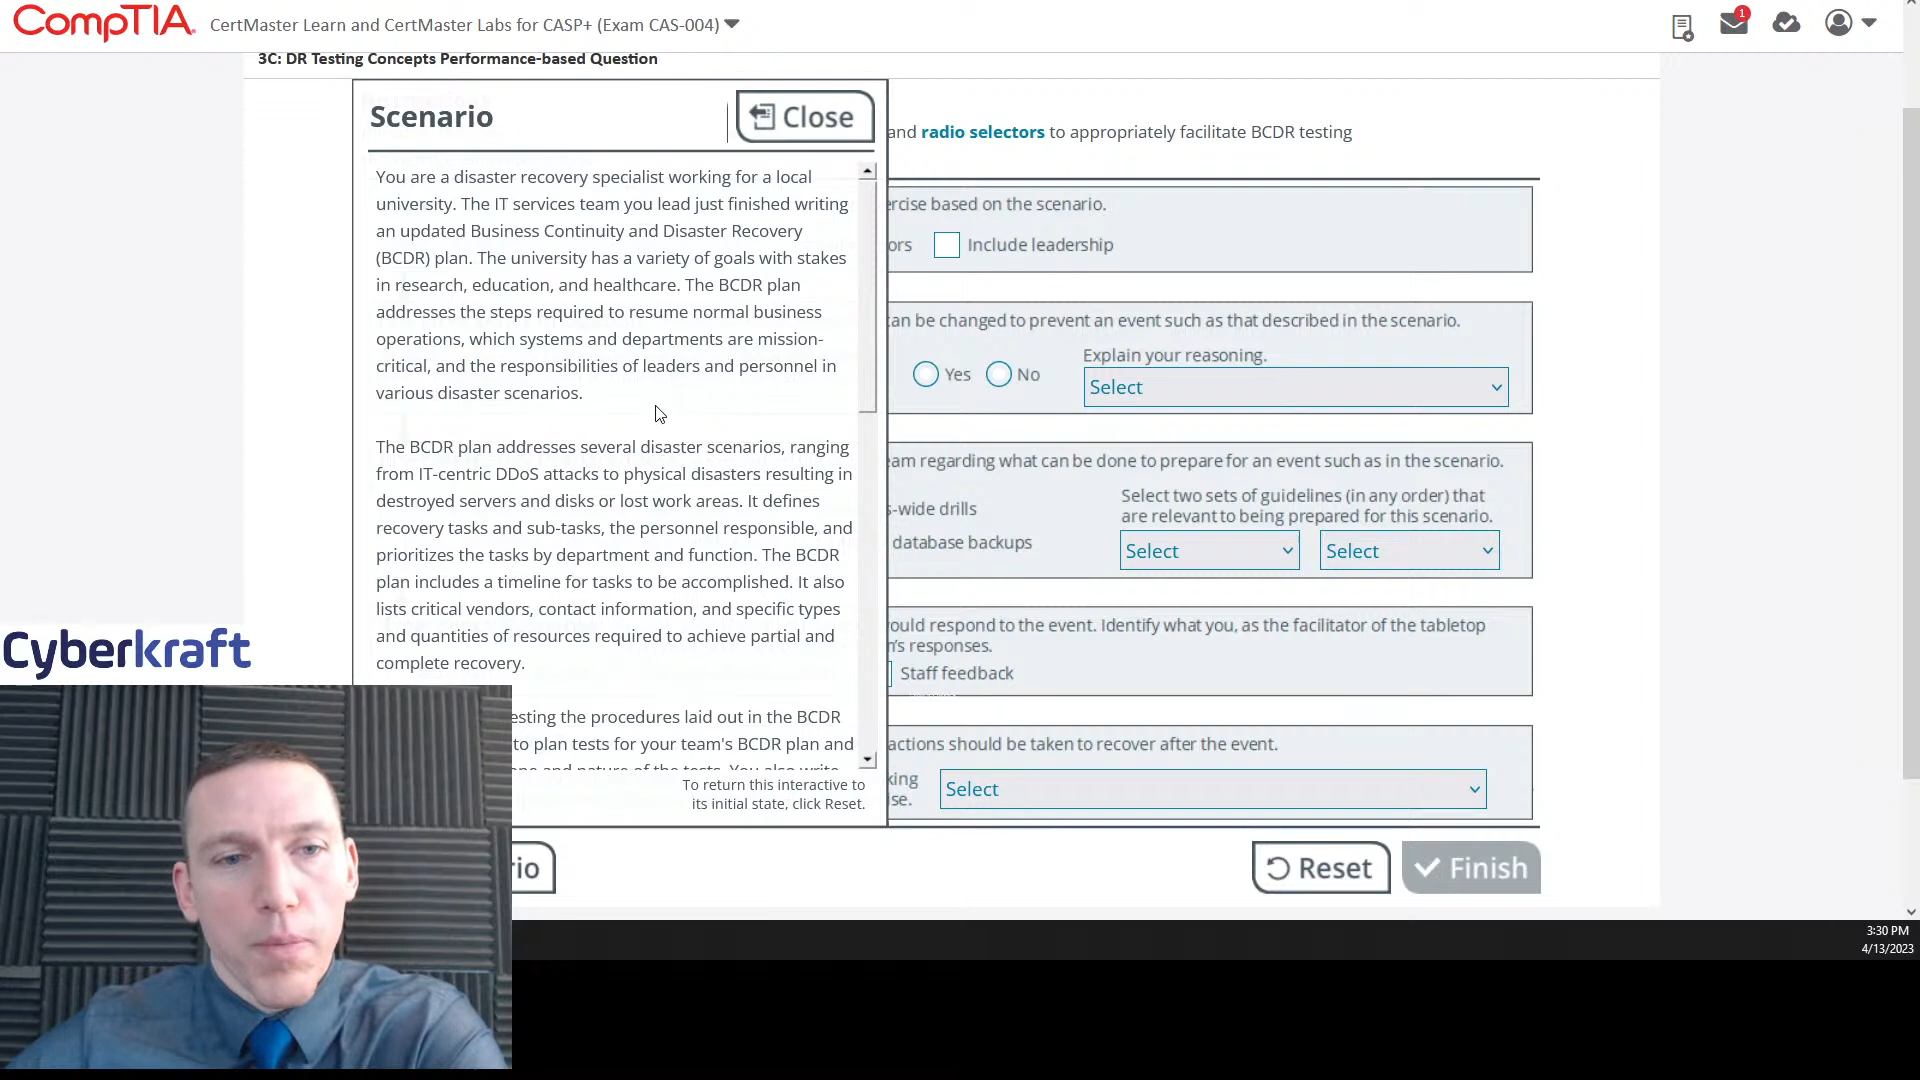 CompTIA.
CertMaster Learn and CertMaster Labs for CASP+ (Exam CAS-004)
1
3C: DR Testing Concepts Performance-based Question
Scenario
Close
and radio selectors to appropriately facilitate BCDR testing
You are a disaster recovery specialist working for a local
university. The IT services team you lead just finished writing
an updated Business Continuity and Disaster Recovery
(BCDR) plan. The university has a variety of goals with stakes
in research, education, and healthcare. The BCDR plan
addresses the steps required to resume normal business
operations, which systems and departments are mission-
critical, and the responsibilities of leaders and personnel in
various disaster scenarios.
The BCDR plan addresses several disaster scenarios, ranging
from IT-centric DDoS attacks to physical disasters resulting in
destroyed servers and disks or lost work areas. It defines
recovery tasks and sub-tasks, the personnel responsible, and
prioritizes the tasks by department and function. The BCDR
plan includes a timeline for tasks to be accomplished. It also
lists critical vendors, contact information, and specific types
and quantities of resources required to achieve partial and
complete recovery.
esting the procedures laid out in the BCDR
to plan tests for your team's BCDR plan and
To return this interactive to
its initial state, click Reset.
ercise based on the scenario.
ors Include leadership
can be changed to prevent an event such as that described in the scenario.
Yes No
Explain your reasoning.
Select
eam regarding what can be done to prepare for an event such as in the scenario.
s-wide drills
database backups
Select two sets of guidelines (in any order) that
are relevant to being prepared for this scenario.
Select Select
ould respond to the event. Identify what you, as the facilitator of the tabletop
n's responses.
Staff feedback
actions should be taken to recover after the event.
king
se.
Select
io
Reset
Finish
Cyberkraft
3:30 PM
4/13/2023